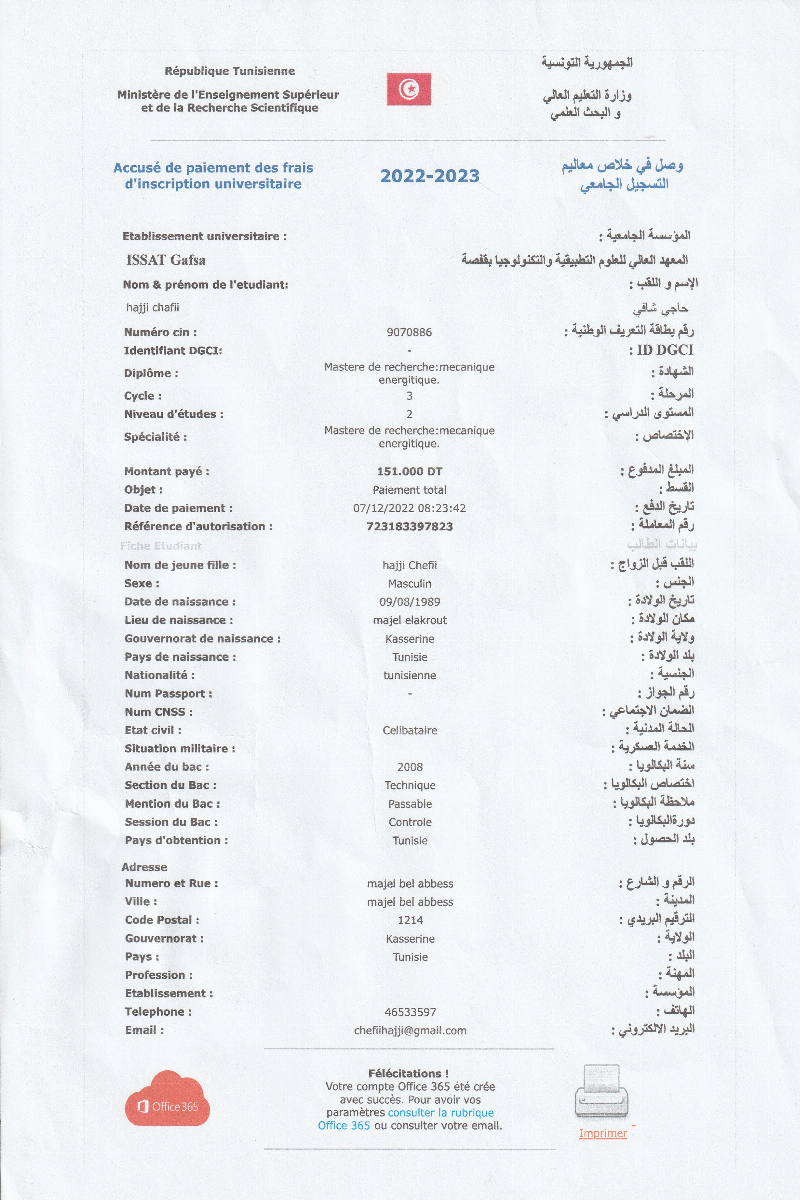 République Tunisienne
الجمهورية التونسية
Ministère de l'Enseignement Supérieur
et de la Recherche Scientifique
وزارة التعليم العالي
و البحث العلمي
Accusé de paiement des frais
d'inscription universitaire
2022-2023
وصل في خلاص معاليم
التسجيل الجامعي
Etablissement universitaire :
المؤسسة الجامعية :
ISSAT Gafsa
المعهد العالي للعلوم التطبيقية والتكنولوجيا بقفصة
Nom & prénom de l'etudiant:
الإسم و اللقب :
hajji chafii
حاجي شافي
Numéro cin : 9070886 رقم بطاقة التعريف الوطنية :
Identifiant DGCI: - ID DGCI :
Diplôme : Mastere de recherche:mecanique
energitique. الشهادة :
Cycle : 3 المرحلة :
Niveau d'études : 2 المستوى الدراسي :
Spécialité : Mastere de recherche:mecanique
energitique. الإختصاص :
Montant payé : 151.000 DT المبلغ المدفوع :
Objet : Paiement total القسط :
Date de paiement : 07/12/2022 08:23:42 تاريخ الدفع :
Référence d'autorisation : 723183397823 رقم المعاملة :
Fiche Etudiant بيانات الطالب
Nom de jeune fille : hajji Chefii اللقب قبل الزواج :
Sexe : Masculin الجنس :
Date de naissance : 09/08/1989 تاريخ الولادة :
Lieu de naissance : majel elakrout مكان الولادة :
Gouvernorat de naissance : Kasserine ولاية الولادة :
Pays de naissance : Tunisie بلد الولادة :
Nationalité : tunisienne الجنسية :
Num Passport : - رقم الجواز :
Num CNSS : الضمان الاجتماعي :
Etat civil : Celibataire الحالة المدنية :
Situation militaire : الخدمة العسكرية :
Année du bac : 2008 سنة البكالويا :
Section du Bac : Technique اختصاص البكالويا :
Mention du Bac : Passable ملاحظة البكالويا :
Session du Bac : Controle دورةالبكالويا :
Pays d'obtention : Tunisie بلد الحصول :
Adresse
Numero et Rue : majel bel abbess الرقم و الشارع :
Ville : majel bel abbess المدينة :
Code Postal : 1214 الترقيم البريدي :
Gouvernorat : Kasserine الولاية :
Pays : Tunisie البلد :
Profession : المهنة :
Etablissement : المؤسسة :
Telephone : 46533597 الهاتف :
Email : chefiihajji@gmail.com البريد الالكتروني :
Office 365
Félécitations !
Votre compte Office 365 été crée
avec succès. Pour avoir vos
paramètres consulter la rubrique
Office 365 ou consulter votre email.
Imprimer